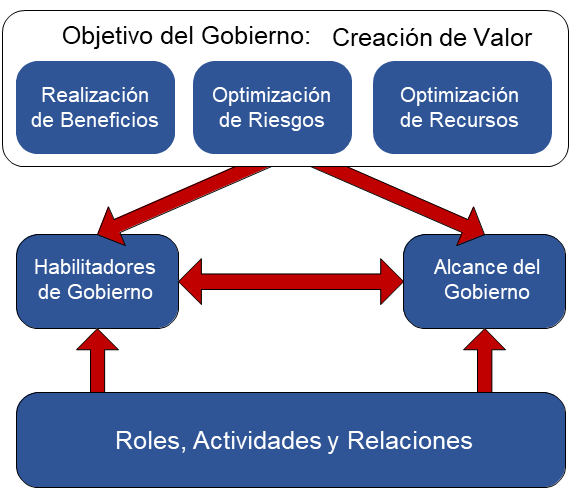 Objetivo del Gobierno: Creación de Valor
Realización
de Beneficios
Optimización
de Riesgos
Optimización
de Recursos
Habilitadores
de Gobierno
Alcance del
Gobierno
Roles, Actividades y Relaciones